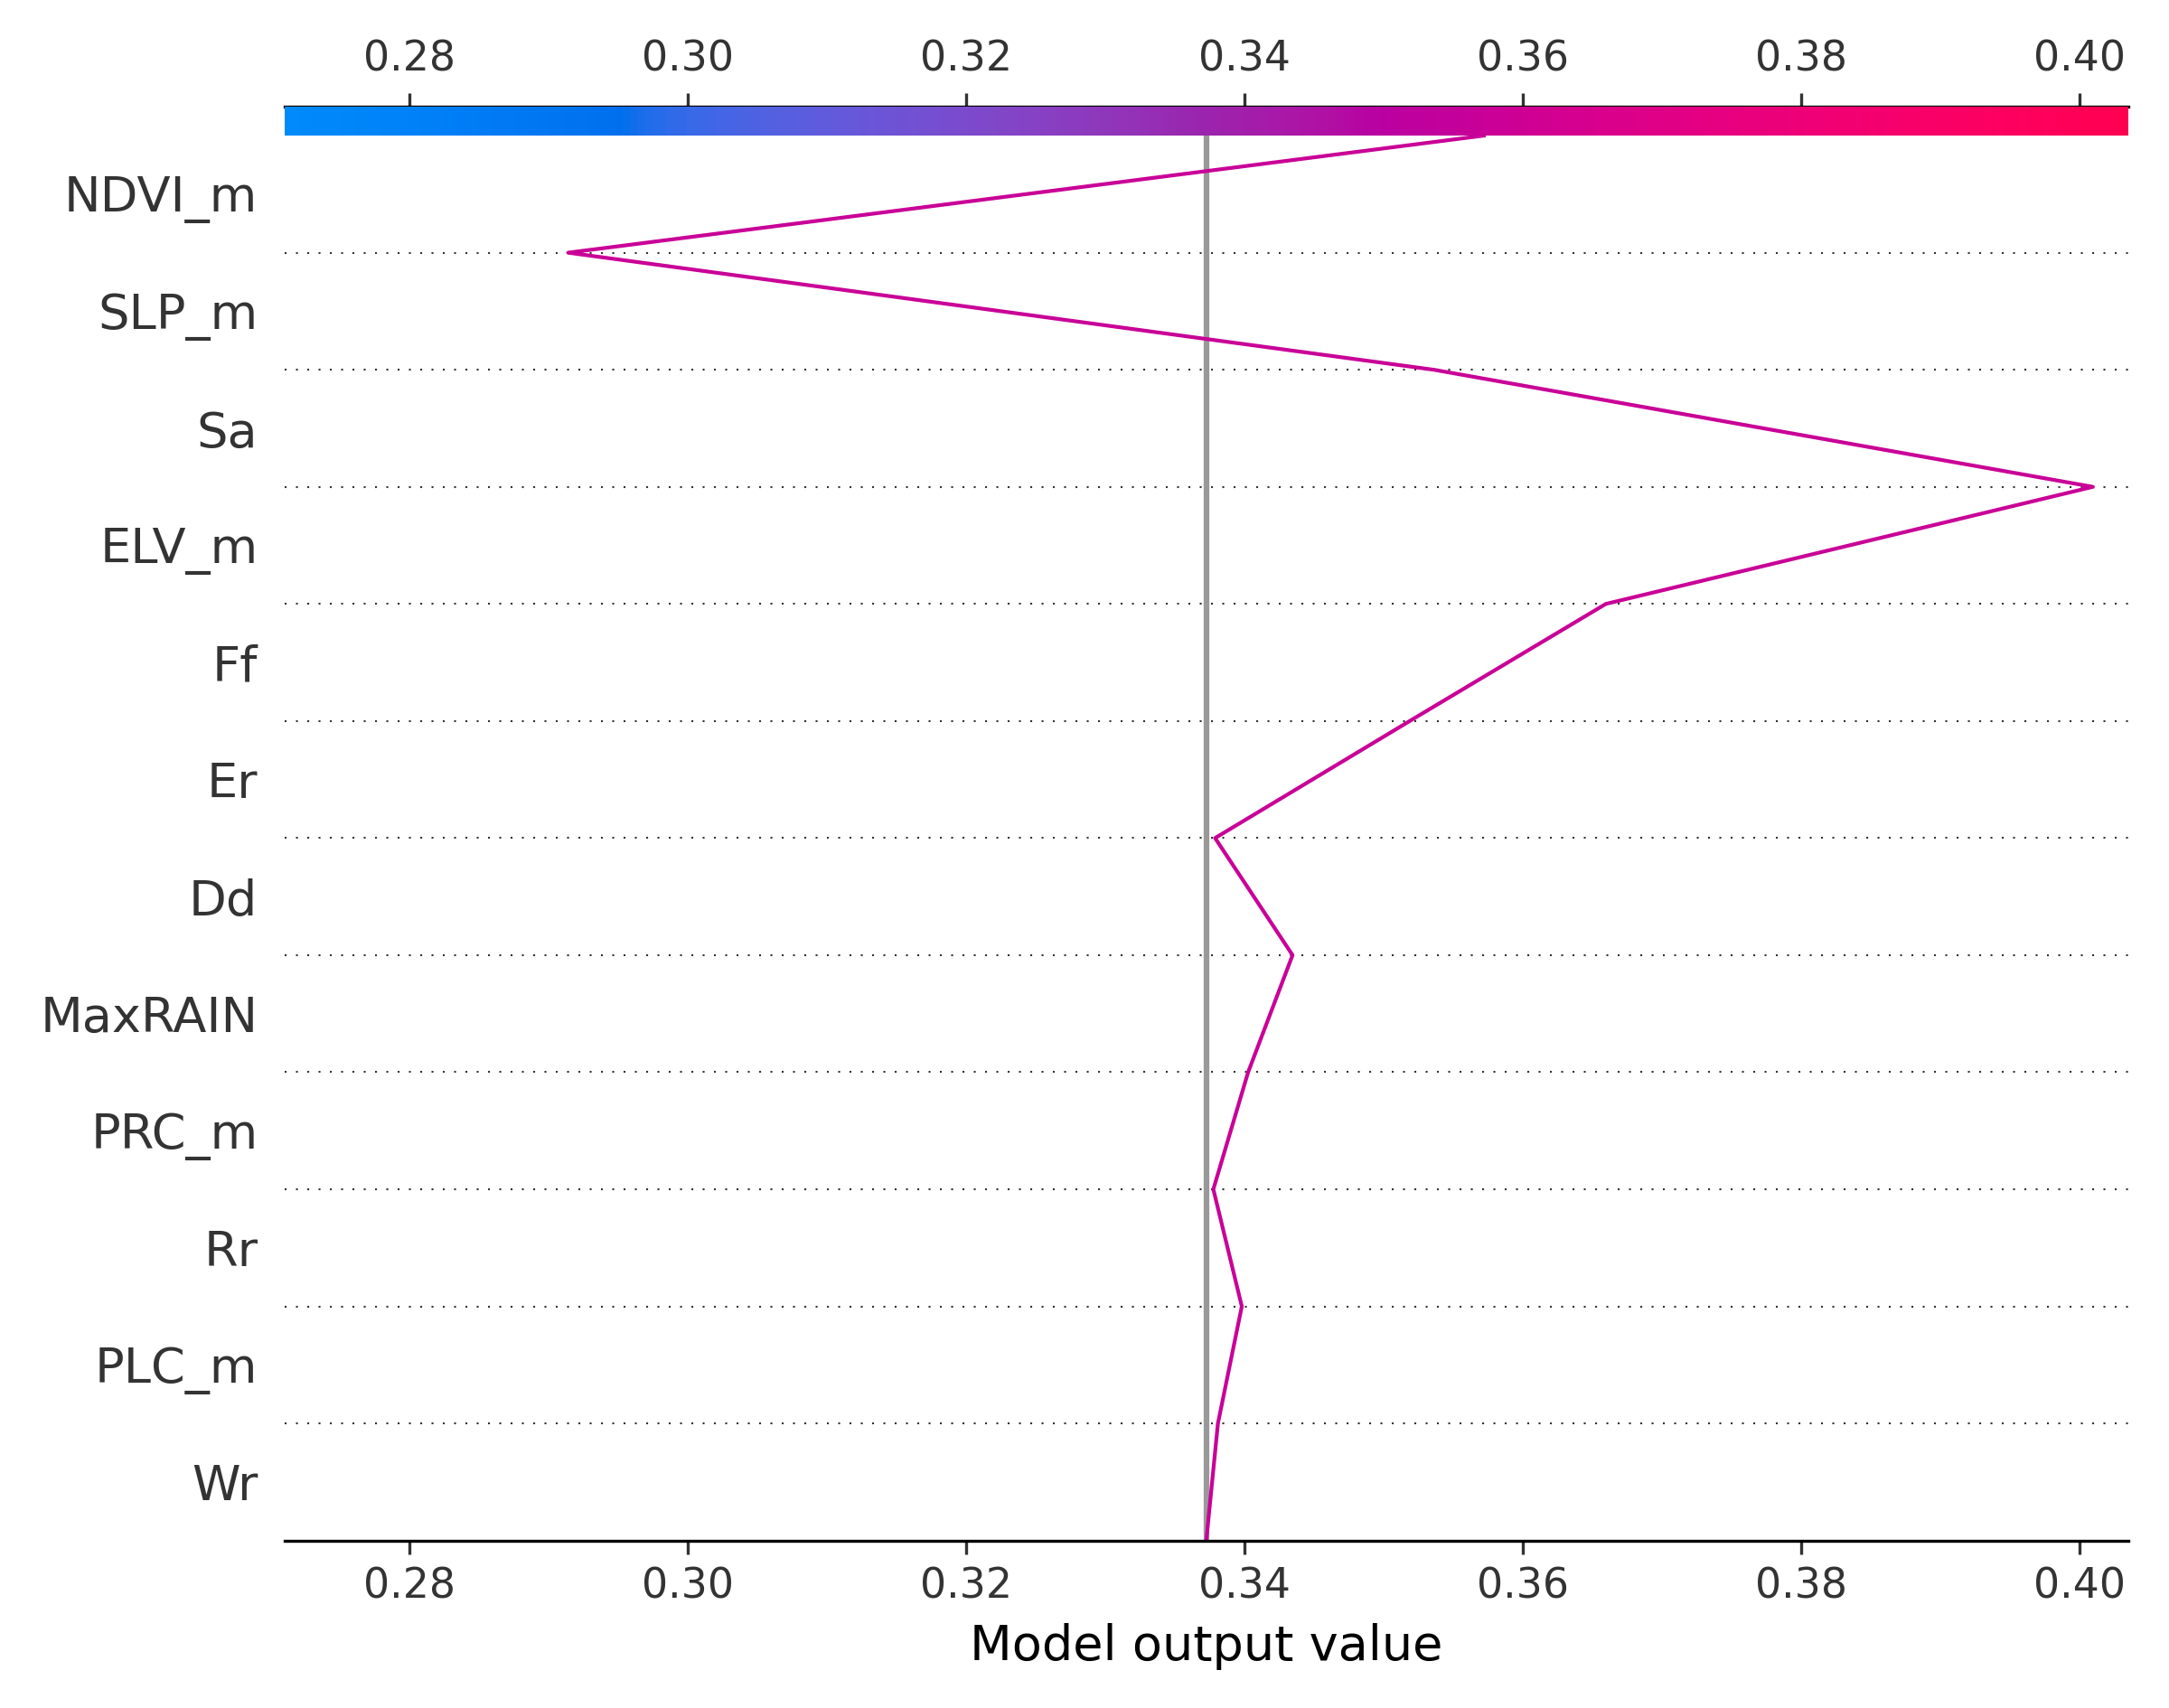 0.28 0.30 0.32 0.34 0.36 0.38 0.40
NDVI_m
SLP_m
Sa
ELV_m
Ff
Er
Dd
MaxRAIN
PRC_m
Rr
PLC_m
Wr
0.28 0.30 0.32 0.34 0.36 0.38 0.40
Model output value